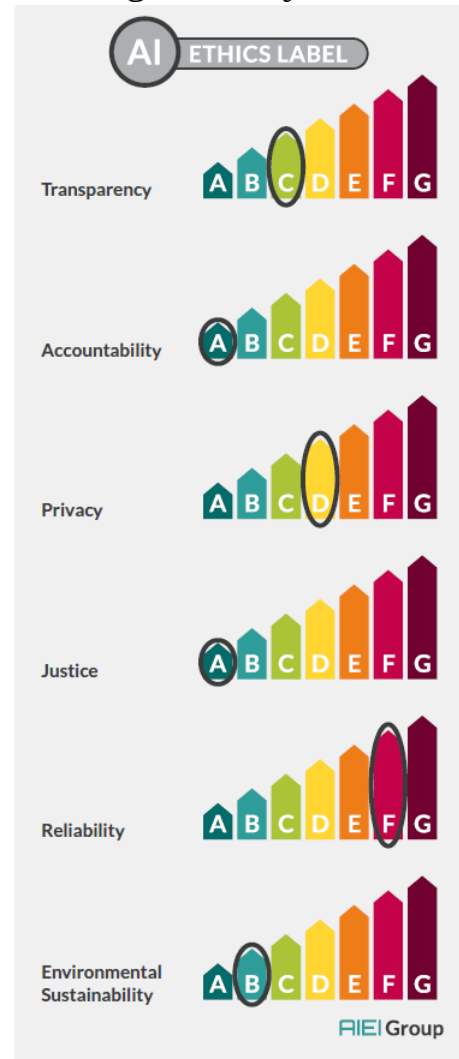 AI ETHICS LABEL
Transparency A B C D E F G
Accountability A B C D E F G
Privacy A B C D E F G
Justice A B C D E F G
Reliability A B C D E F G
Environmental
Sustainability A B C D E F G
AIEI Group